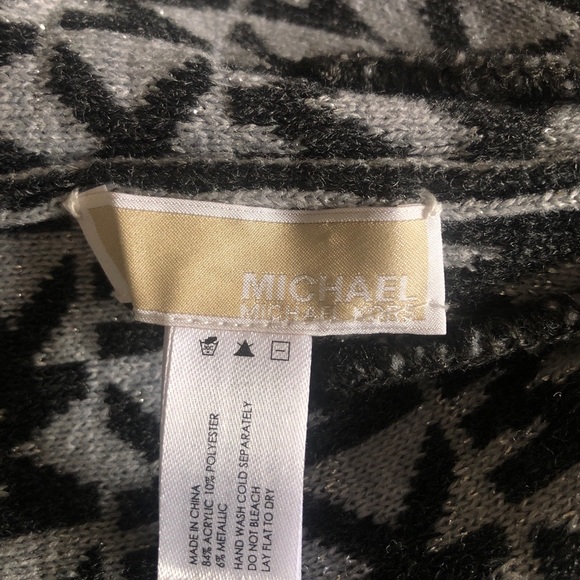 MICHAEL
MICHAEL KORS
MADE IN CHINA
84% ACRYLIC 10% POLYESTER
6% METALLIC
HAND WASH COLD SEPARATELY
DO NOT BLEACH
LAY FLAT TO DRY